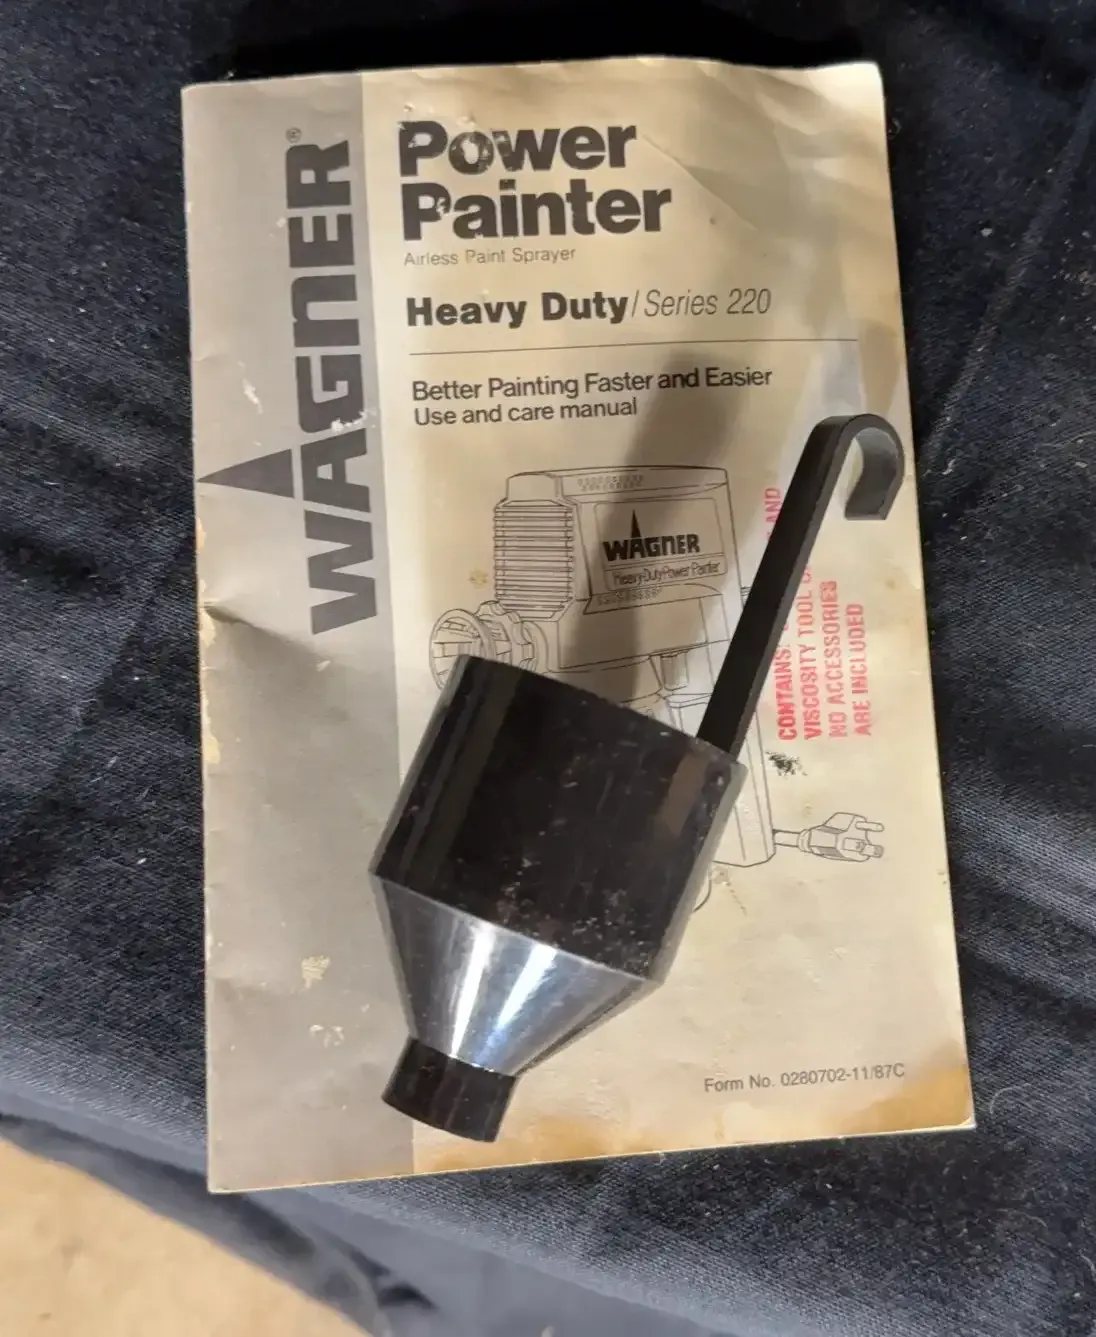 WAGNER®
Power
Painter
Airless Paint Sprayer
Heavy Duty/Series 220
Better Painting Faster and Easier
Use and care manual
WAGNER
Heavy-Duty Power Painter
CONTAINS
AND
VISCOSITY TOOL
NO ACCESSORIES
ARE INCLUDED
Form No. 0280702-11/87C